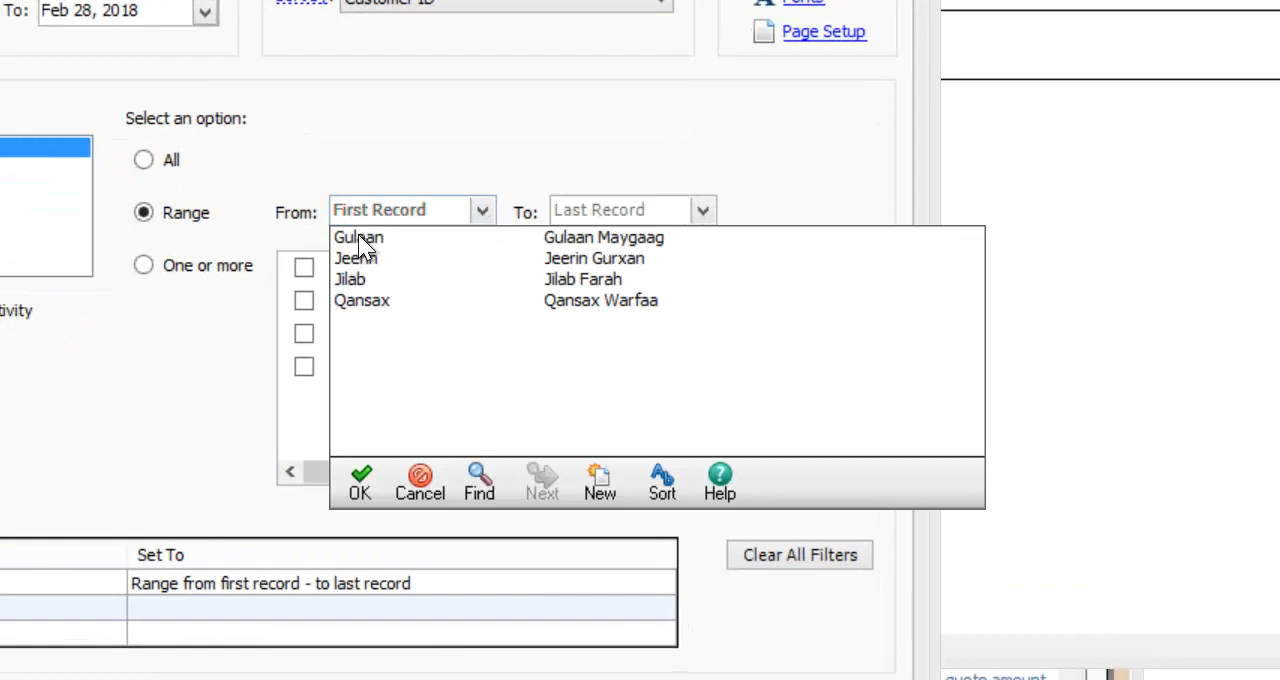 To: Feb 28, 2018
Customer ID
Fonts
Page Setup
Select an option:
All
Range From: First Record To: Last Record
Gulaan Gulaan Maygaag
Jeerin Jeerin Gurxan
One or more
Jilab Jilab Farah
Qansax Qansax Warfaa
tivity
OK Cancel Find Next New Sort Help
Set To
Clear All Filters
Range from first record - to last record
quote amount